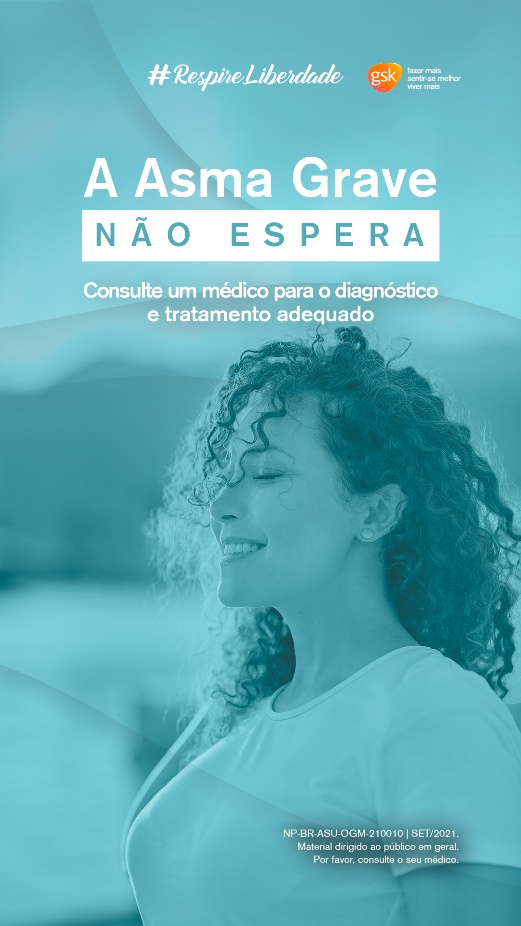 #RespireLiberdade
gsk
fazer mais
sentir-se melhor
viver mais
A Asma Grave
NÃO ESPERA
Consulte um médico para o diagnóstico
e tratamento adequado
NP-BR-ASU-OGM-210010 | SET/2021.
Material dirigido ao público em geral.
Por favor, consulte o seu médico.